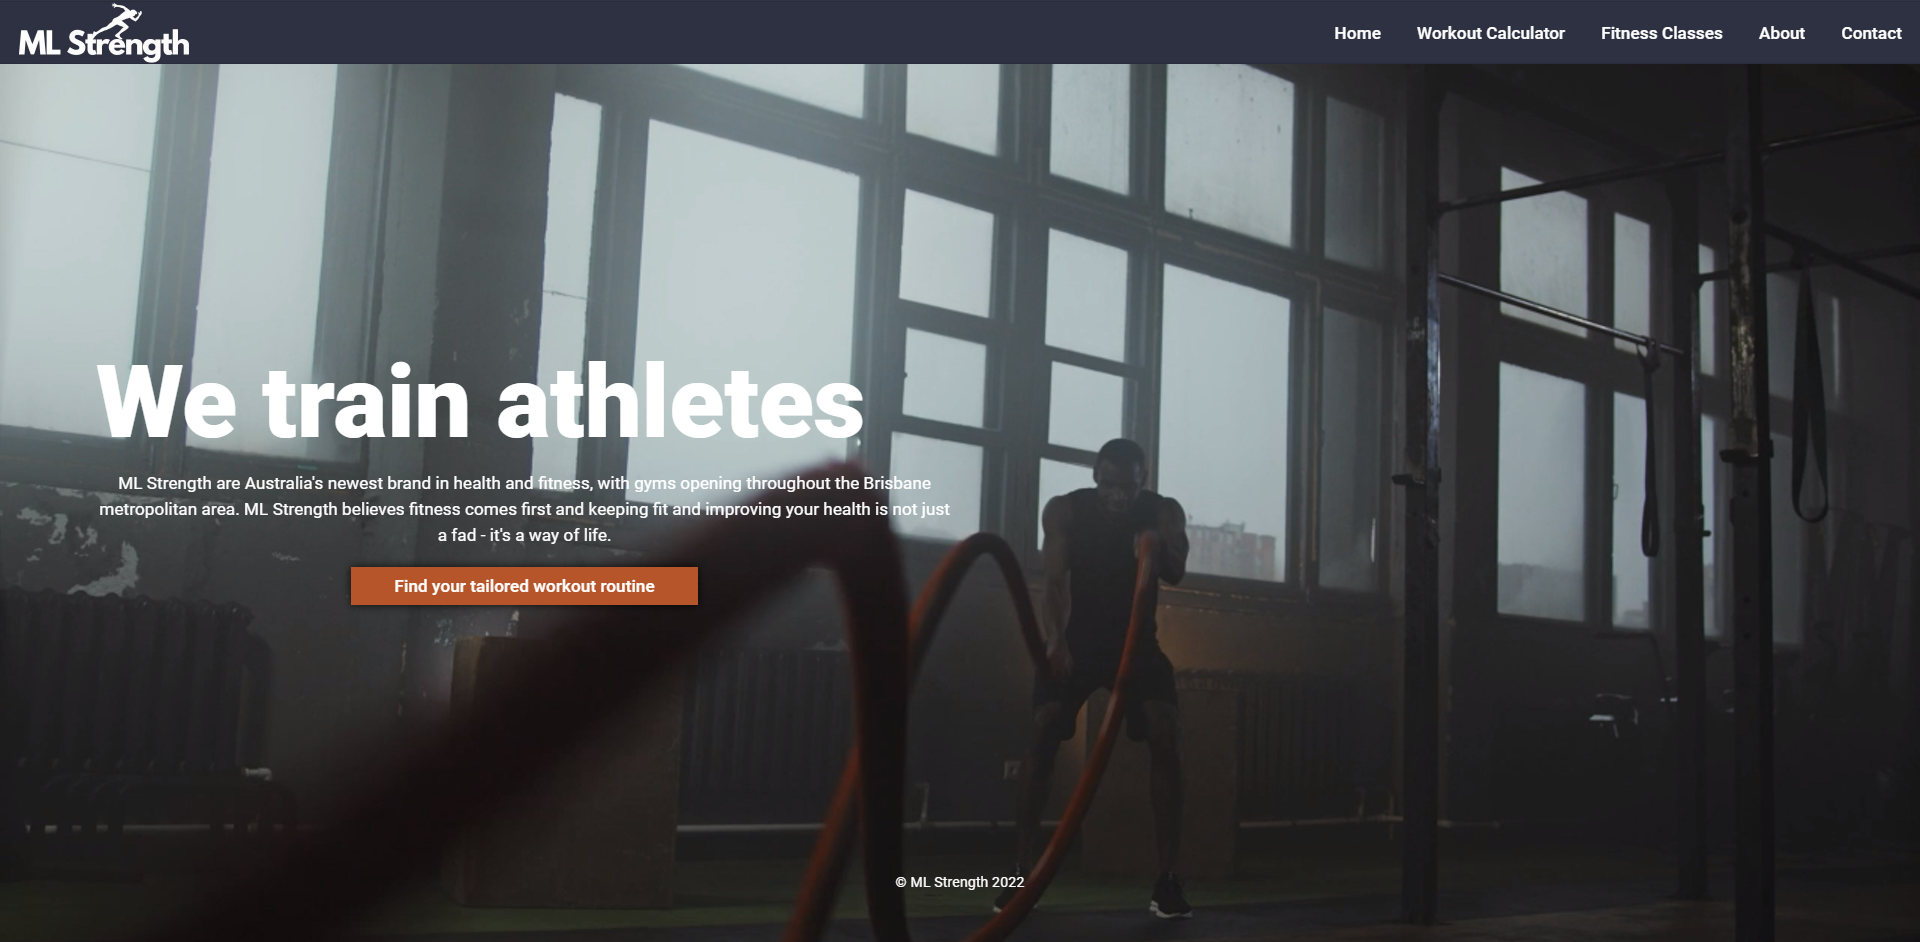 ML Strength
Home
Workout Calculator
Fitness Classes
About
Contact
We train athletes
ML Strength are Australia's newest brand in health and fitness, with gyms opening throughout the Brisbane
metropolitan area. ML Strength believes fitness comes first and keeping fit and improving your health is not just
a fad - it's a way of life.
Find your tailored workout routine
© ML Strength 2022